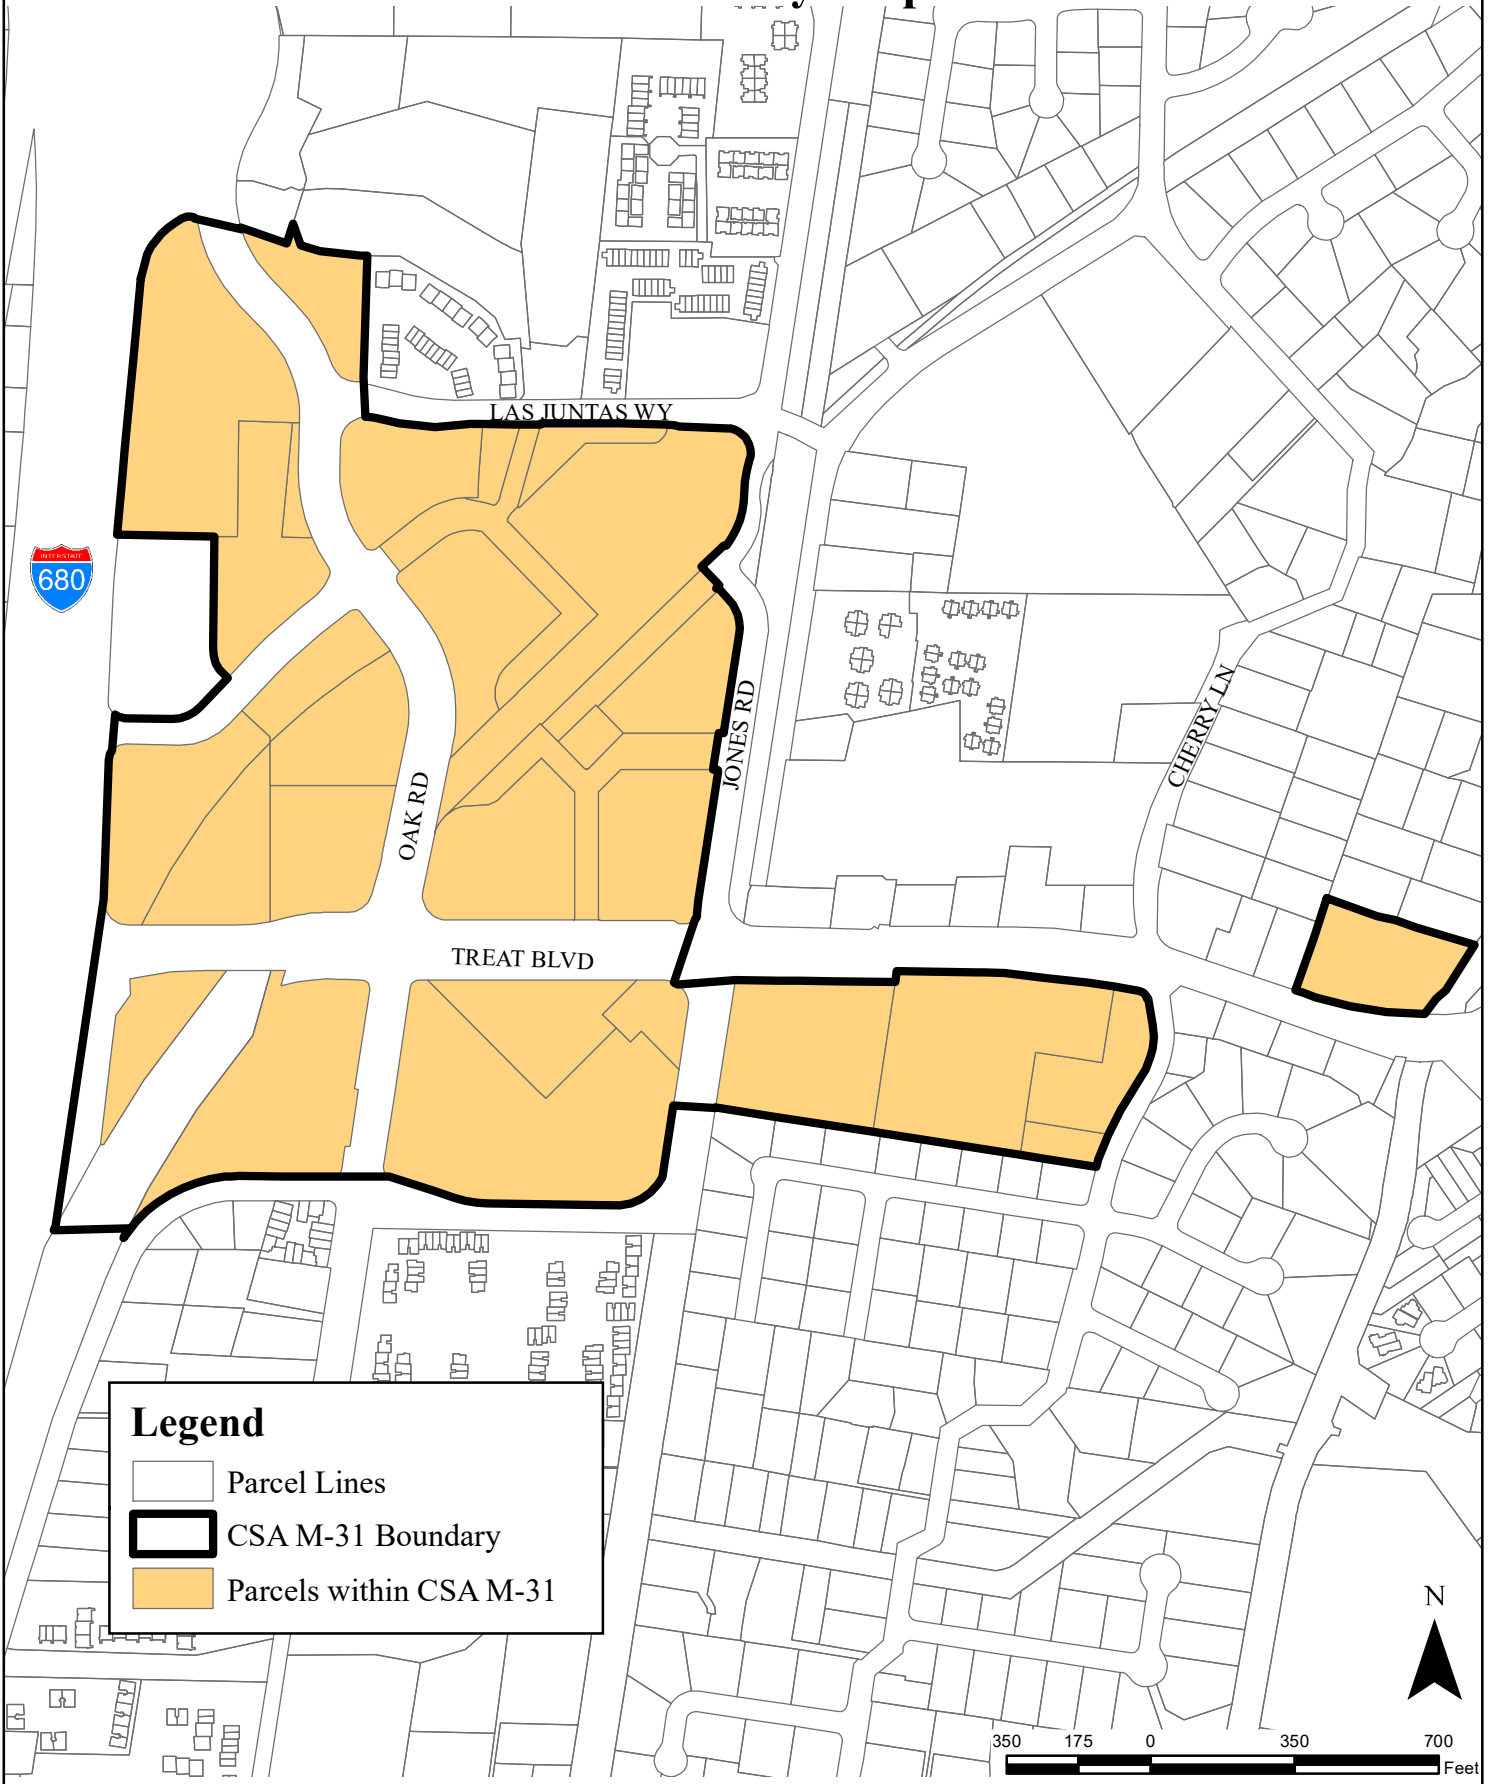 LAS JUNTAS WY
INTERSTATE
680
JONES RD
CHERRY LN
OAK RD
TREAT BLVD
Legend
Parcel Lines
CSA M-31 Boundary
Parcels within CSA M-31
N
350 175 0 350 700
Feet